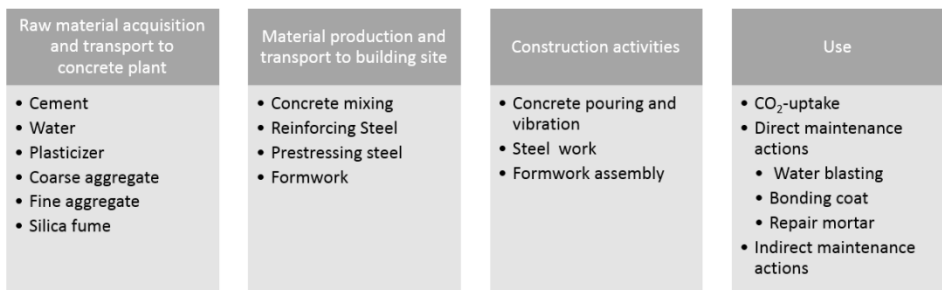 Raw material acquisition
and transport to
concrete plant
• Cement
• Water
• Plasticizer
• Coarse aggregate
• Fine aggregate
• Silica fume
Material production and
transport to building site
• Concrete mixing
• Reinforcing Steel
• Prestressing steel
• Formwork
Construction activities
• Concrete pouring and
vibration
• Steel work
• Formwork assembly
Use
• CO₂-uptake
• Direct maintenance
actions
• Water blasting
• Bonding coat
• Repair mortar
• Indirect maintenance
actions